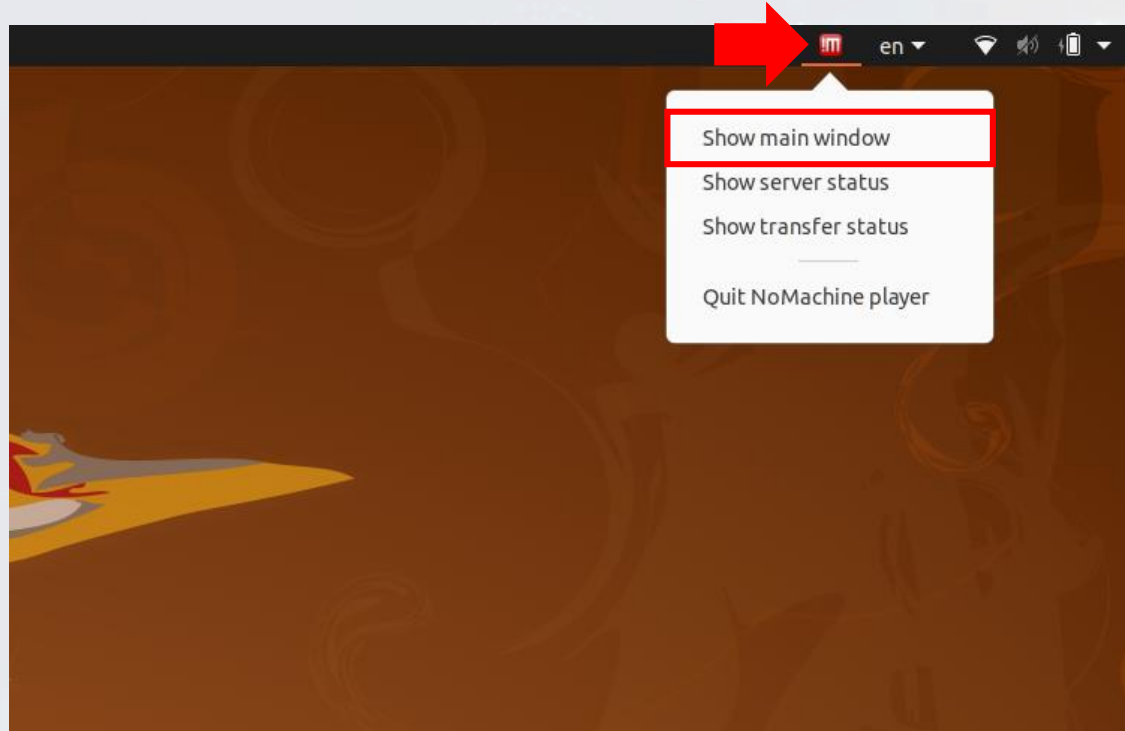 !M en
Show main window
Show server status
Show transfer status
Quit NoMachine player